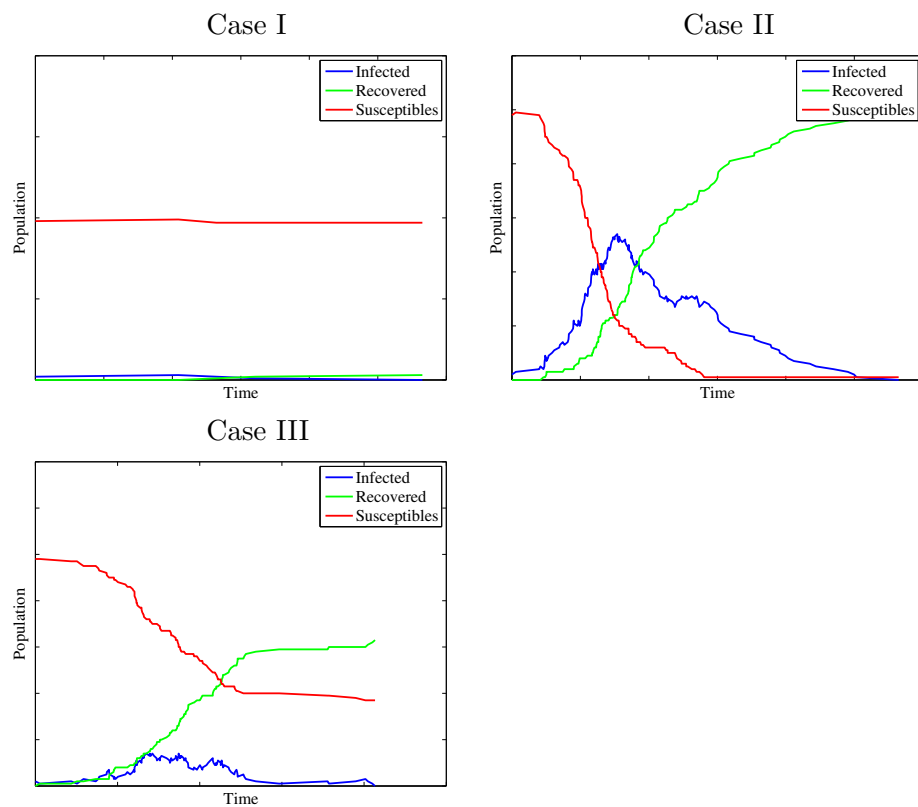 Case I
Infected
Recovered
Susceptibles
Population
Time
Case II
Infected
Recovered
Susceptibles
Population
Time
Case III
Infected
Recovered
Susceptibles
Population
Time